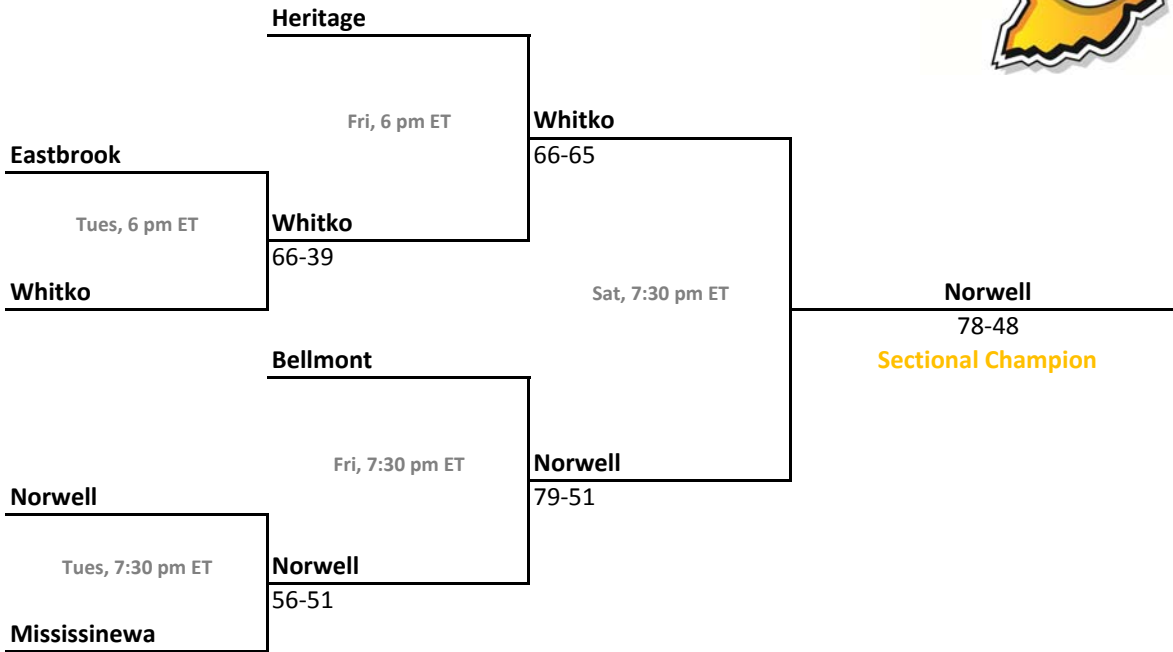 Heritage
Fri, 6 pm ET
Whitko
66-65
Eastbrook
Tues, 6 pm ET
Whitko
66-39
Whitko
Sat, 7:30 pm ET
Norwell
78-48
Sectional Champion
Bellmont
Fri, 7:30 pm ET
Norwell
79-51
Norwell
Tues, 7:30 pm ET
Norwell
56-51
Mississinewa